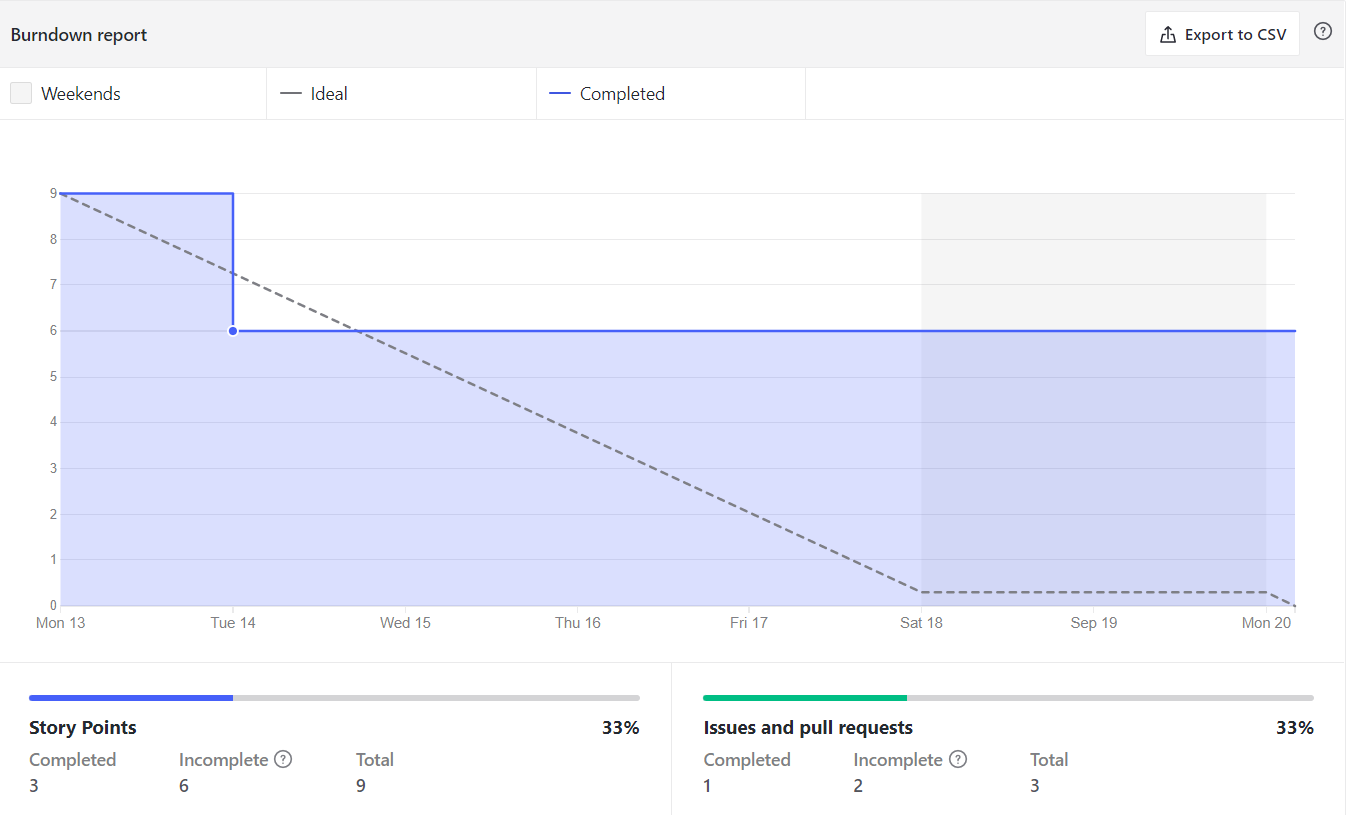 Burndown report
Export to CSV
?
Weekends
Ideal
Completed
9
8
7
6
5
4
3
2
1
0
Mon 13 Tue 14 Wed 15 Thu 16 Fri 17 Sat 18 Sep 19 Mon 20
Story Points 33%
Completed Incomplete ? Total
3 6 9
Issues and pull requests 33%
Completed Incomplete ? Total
1 2 3